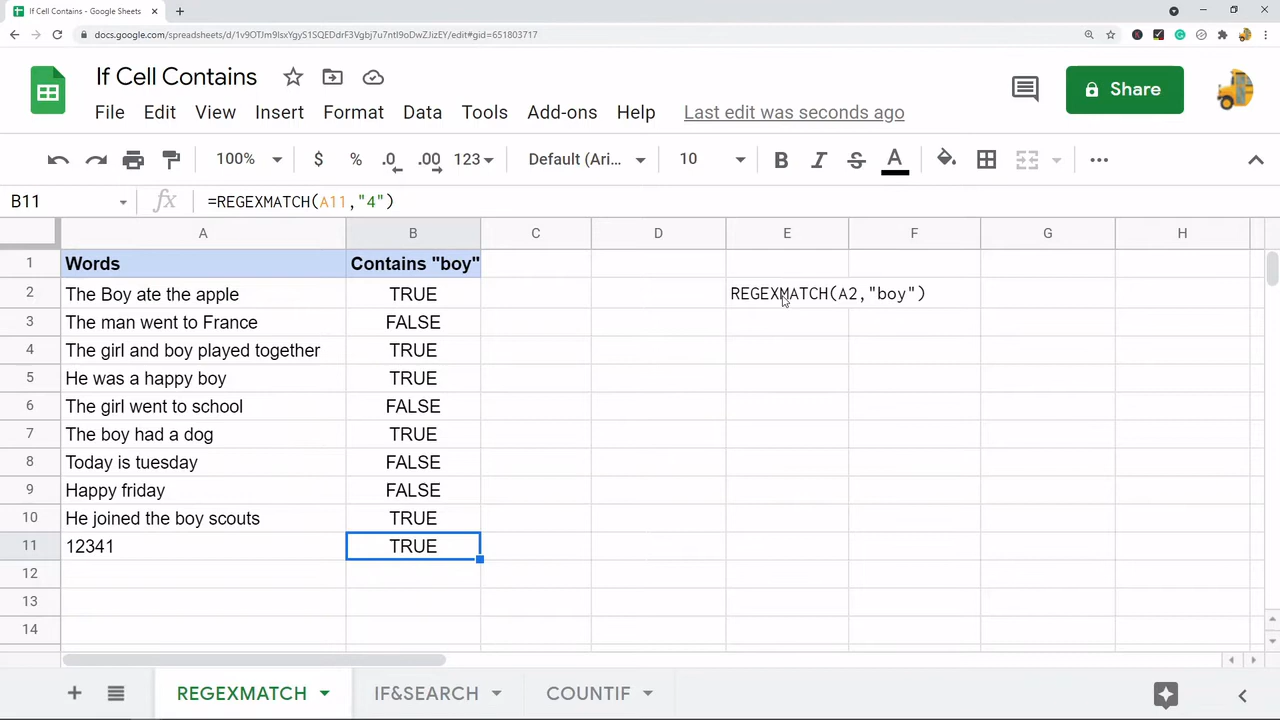 If Cell Contains - Google Sheets
docs.google.com/spreadsheets/d/1v9OTJm9IsxYgyS1SQEDdrF3Vgbj7u7ntI9oDwZJizEY/edit#gid=651803717
If Cell Contains
Share
File Edit View Insert Format Data Tools Add-ons Help Last edit was seconds ago
100% $ % .0 .00 123 Default (Ari... 10 B I S A
B11 fx =REGEXMATCH(A11,"4")
A B C D E F G H
1 Words Contains "boy"
2 The Boy ate the apple TRUE REGEXMATCH(A2,"boy")
3 The man went to France FALSE
4 The girl and boy played together TRUE
5 He was a happy boy TRUE
6 The girl went to school FALSE
7 The boy had a dog TRUE
8 Today is tuesday FALSE
9 Happy friday FALSE
10 He joined the boy scouts TRUE
11 12341 TRUE
12
13
14
REGEXMATCH IF&SEARCH COUNTIF